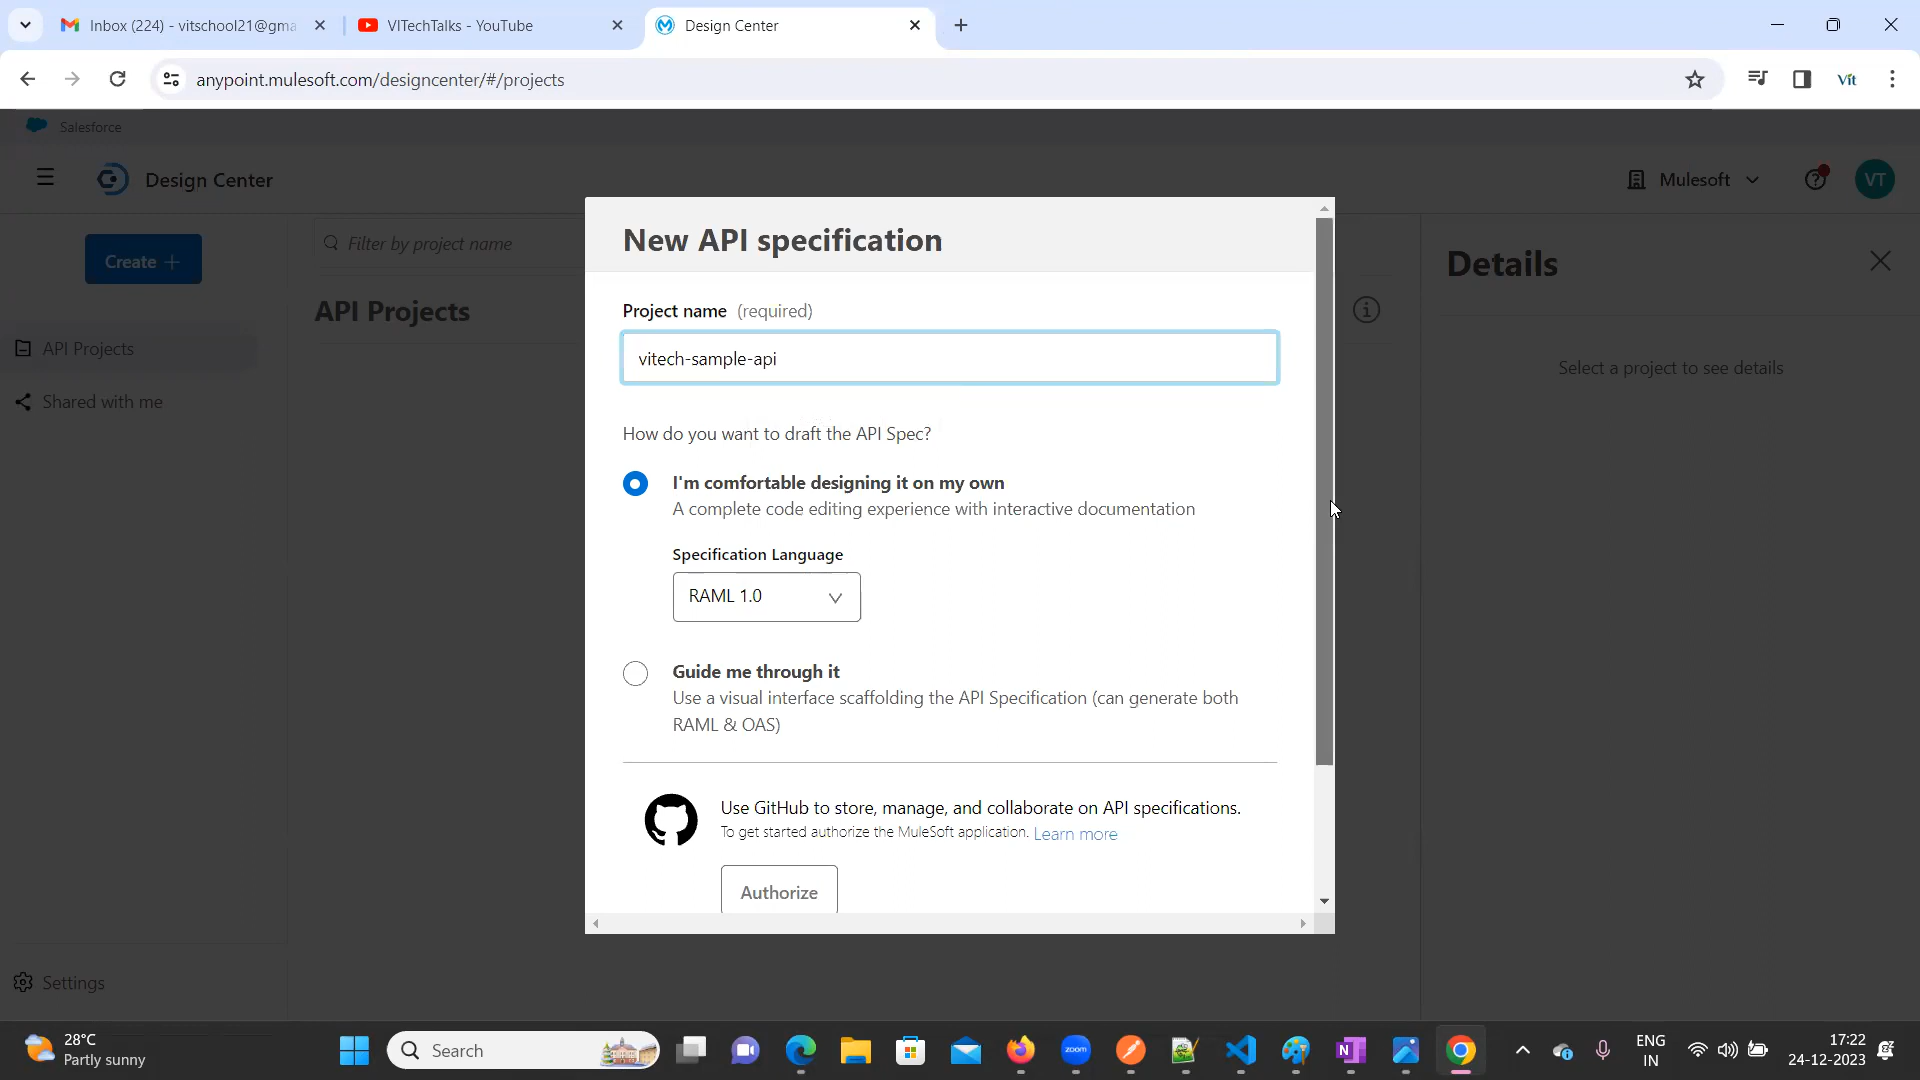 Inbox (224) - vitschool21@gma
VITechTalks - YouTube
Design Center
anypoint.mulesoft.com/designcenter/#/projects
Vit
Salesforce
Design Center
Mulesoft
VT
Create +
Filter by project name
API Projects
API Projects
Shared with me
Settings
New API specification
Project name (required)
vitech-sample-api
How do you want to draft the API Spec?
I'm comfortable designing it on my own
A complete code editing experience with interactive documentation
Specification Language
RAML 1.0
Guide me through it
Use a visual interface scaffolding the API Specification (can generate both
RAML & OAS)
Use GitHub to store, manage, and collaborate on API specifications.
To get started authorize the MuleSoft application. Learn more
Authorize
Details
Select a project to see details
28°C
Partly sunny
Search
zoom
ENG
IN
17:22
24-12-2023